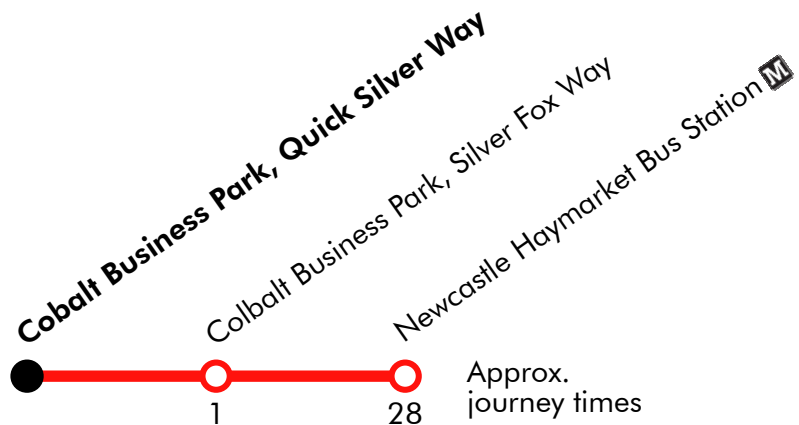 Cobalt Business Park, Quick Silver Way
Colbalt Business Park, Silver Fox Way
Newcastle Haymarket Bus Station M
1
28
Approx.
journey times